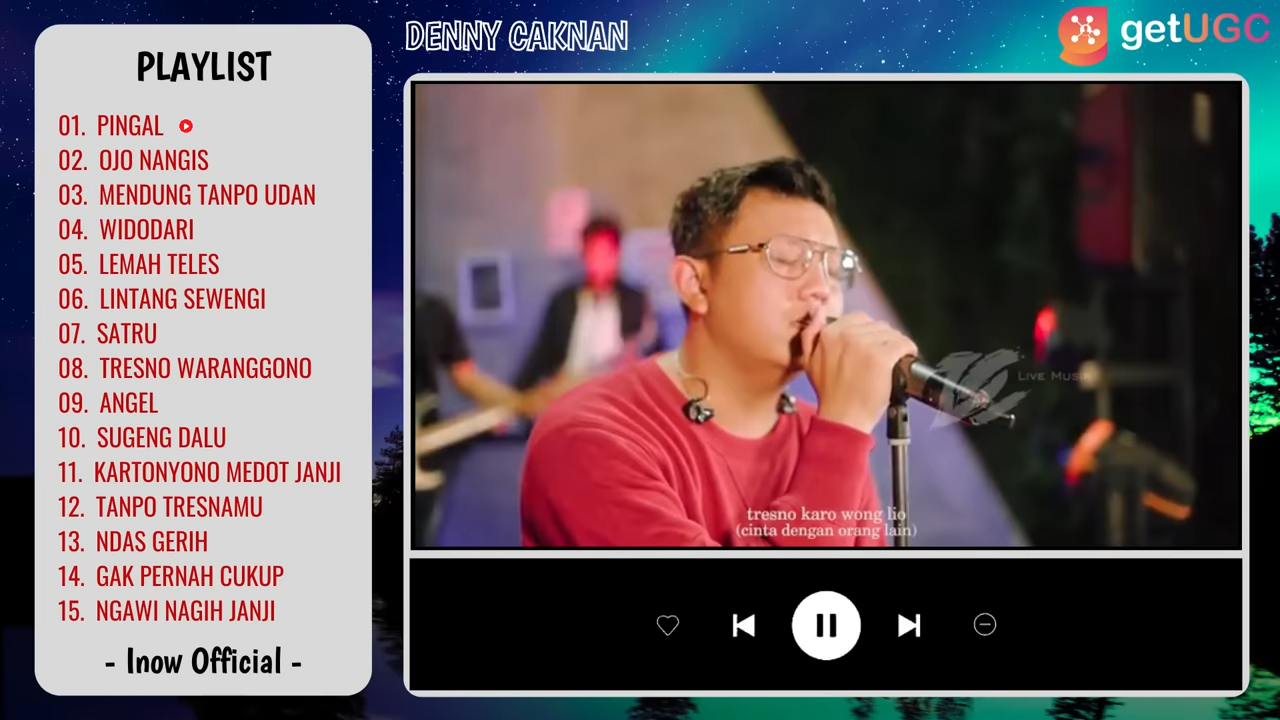 DENNY CAKNAN
getUGC
PLAYLIST
01. PINGAL
02. OJO NANGIS
03. MENDUNG TANPO UDAN
04. WIDODARI
05. LEMAH TELES
06. LINTANG SEWENGI
07. SATRU
08. TRESNO WARANGGONO
09. ANGEL
10. SUGENG DALU
11. KARTONYONO MEDOT JANJI
12. TANPO TRESNAMU
13. NDAS GERIH
14. GAK PERNAH CUKUP
15. NGAWI NAGIH JANJI
- Inow Official -
LIVE MUSIK
tresno karo wong lio
(cinta dengan orang lain)